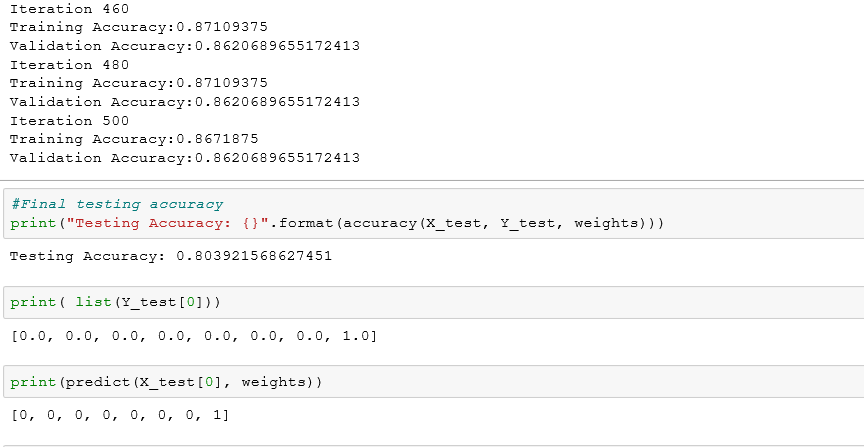 Iteration 460
Training Accuracy:0.87109375
Validation Accuracy:0.8620689655172413
Iteration 480
Training Accuracy:0.87109375
Validation Accuracy:0.8620689655172413
Iteration 500
Training Accuracy:0.8671875
Validation Accuracy:0.8620689655172413
#Final testing accuracy
print("Testing Accuracy: {}".format(accuracy(X_test, Y_test, weights)))
Testing Accuracy: 0.803921568627451
print( list(Y_test[0]))
[0.0, 0.0, 0.0, 0.0, 0.0, 0.0, 0.0, 1.0]
print(predict(X_test[0], weights))
[0, 0, 0, 0, 0, 0, 0, 1]